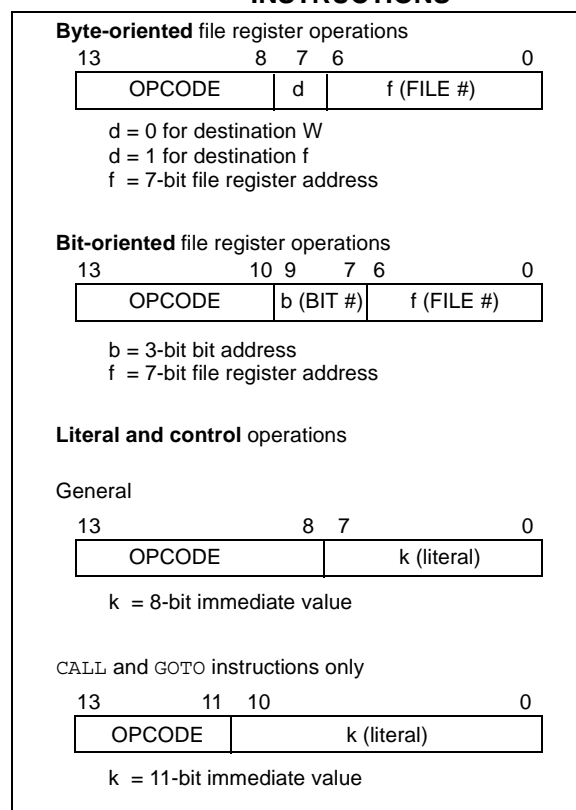 INSTRUCTIONS
Byte-oriented file register operations
13 8 7 6 0
OPCODE d f (FILE #)
d = 0 for destination W
d = 1 for destination f
f = 7-bit file register address
Bit-oriented file register operations
13 10 9 7 6 0
OPCODE b (BIT #) f (FILE #)
b = 3-bit bit address
f = 7-bit file register address
Literal and control operations
General
13 8 7 0
OPCODE k (literal)
k = 8-bit immediate value
CALL and GOTO instructions only
13 11 10 0
OPCODE k (literal)
k = 11-bit immediate value